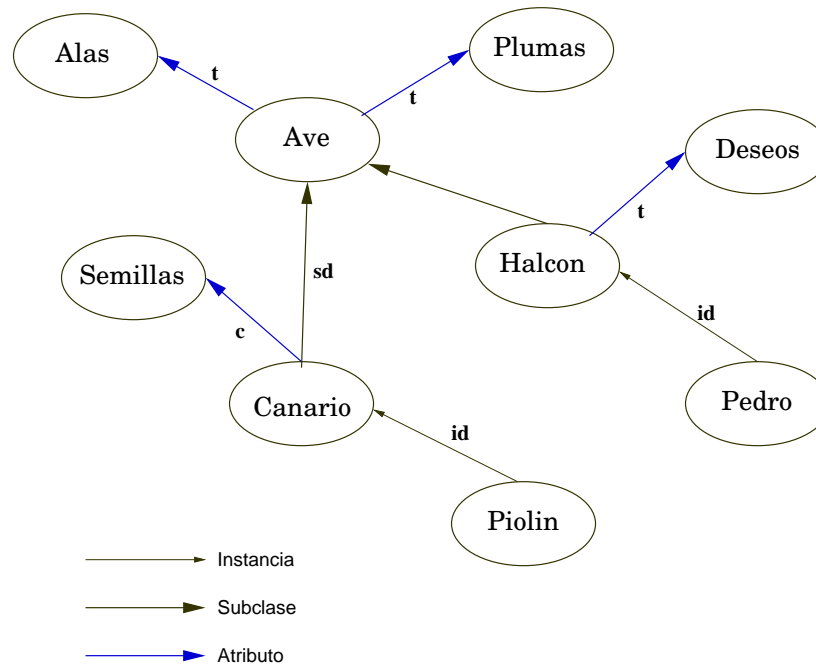 Alas
Plumas
t
t
Ave
Deseos
t
Halcon
Semillas
sd
c
id
Canario
Pedro
id
Piolin
Instancia
Subclase
Atributo